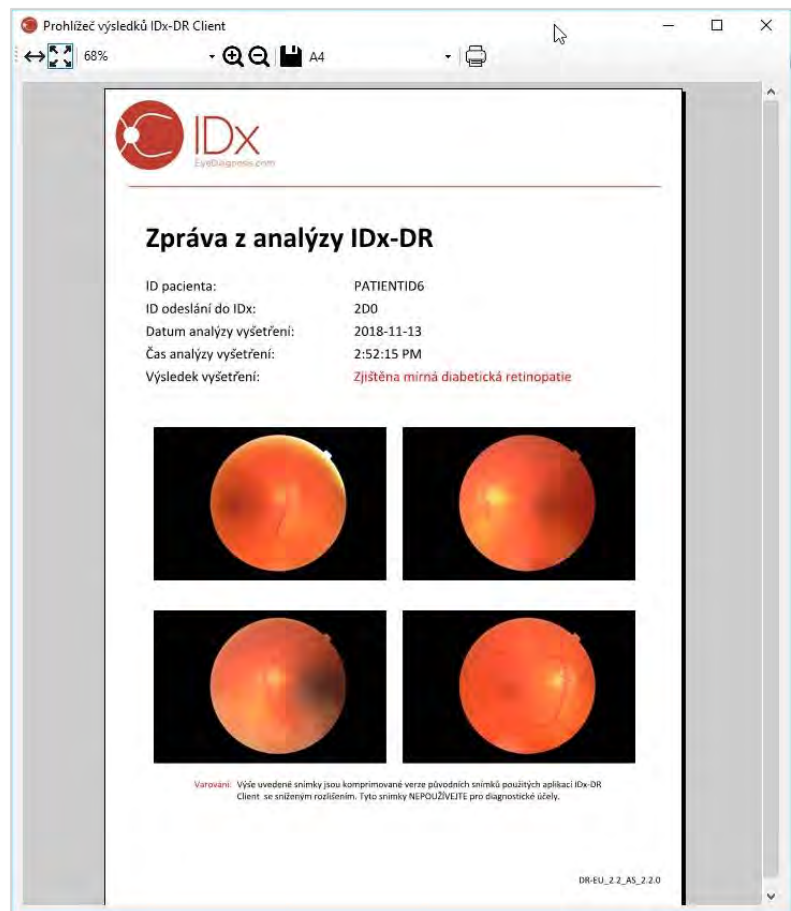 Prohlížeč výsledků IDx-DR Client
68%
A4
IDx
EyeDiagnosis.com
Zpráva z analýzy IDx-DR
ID pacienta: PATIENTID6
ID odeslání do IDx: 2D0
Datum analýzy vyšetření: 2018-11-13
Čas analýzy vyšetření: 2:52:15 PM
Výsledek vyšetření: Zjištěna mírná diabetická retinopatie
Varování: Výše uvedené snímky jsou komprimované verze původních snímků použitých aplikací IDx-DR
Client se sníženým rozlišením. Tyto snímky NEPOUŽÍVEJTE pro diagnostické účely.
DR-EU_2.2_AS_2.2.0